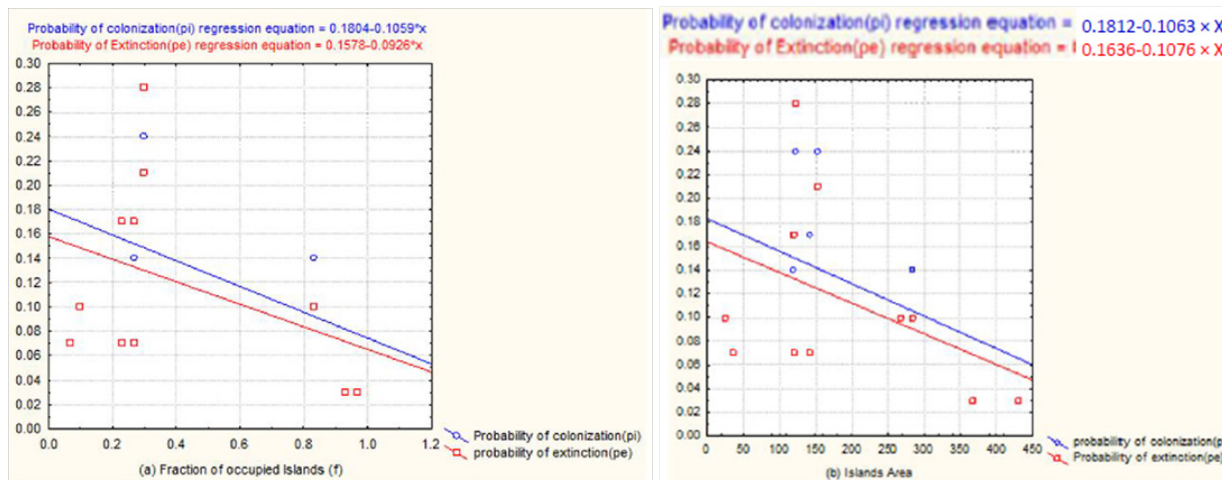 Probability of colonization(pi) regression equation = 0.1804-0.1059*x
Probability of Extinction(pe) regression equation = 0.1578-0.0926*x
0.30
0.28
0.26
0.24
0.22
0.20
0.18
0.16
0.14
0.12
0.10
0.08
0.06
0.04
0.02
0.00
0.0 0.2 0.4 0.6 0.8 1.0 1.2
Probability of colonization(pi)
probability of extinction(pe)
(a) Fraction of occupied Islands (f)
Probability of colonization(pi) regression equation = 0.1812-0.1063 × X
Probability of Extinction(pe) regression equation = 0.1636-0.1076 × X
0.30
0.28
0.26
0.24
0.22
0.20
0.18
0.16
0.14
0.12
0.10
0.08
0.06
0.04
0.02
0.00
0 50 100 150 200 250 300 350 400 450
probability of colonization(p
Probability of extinction(pe)
(b) Islands Area